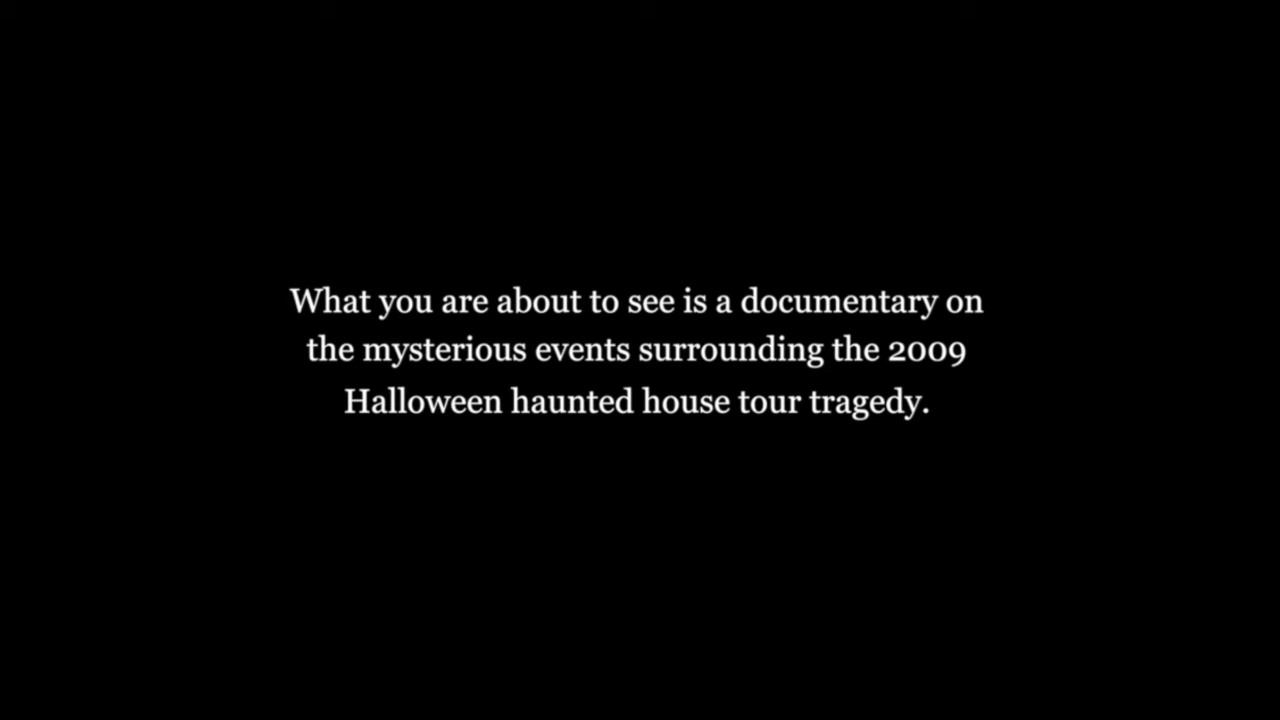 What you are about to see is a documentary on
the mysterious events surrounding the 2009
Halloween haunted house tour tragedy.